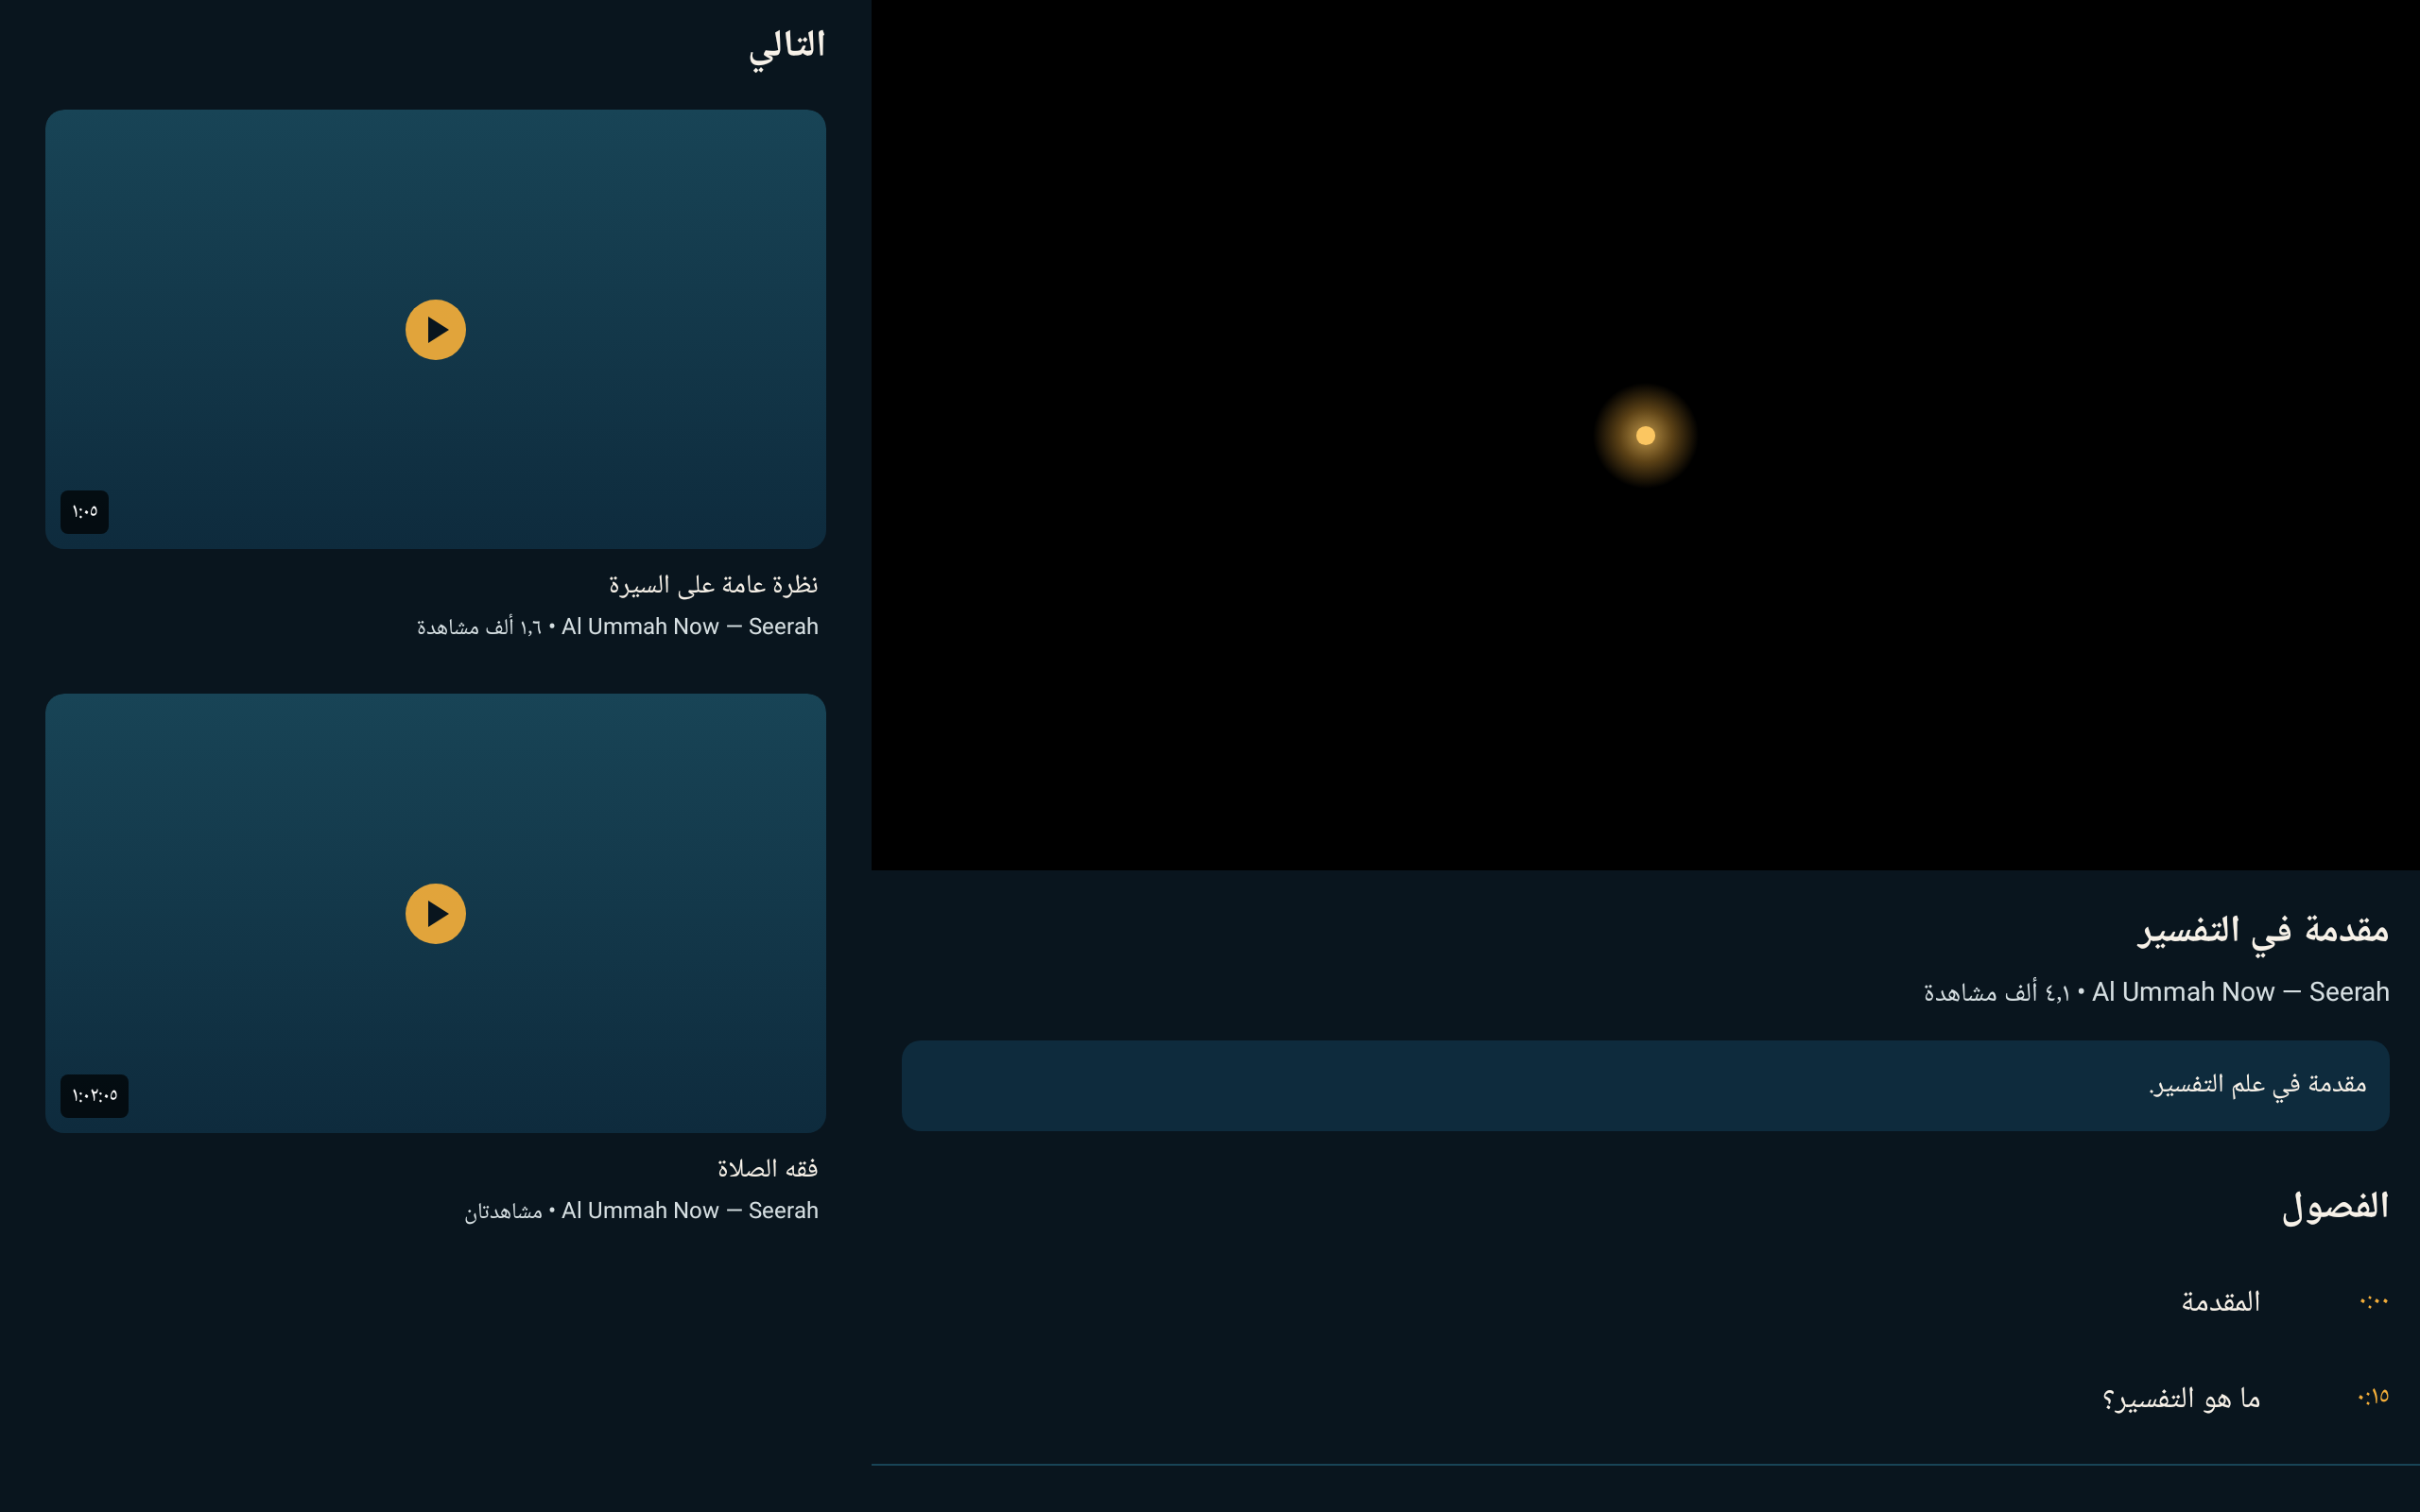 مقدمة في التفسير
Al Ummah Now — Seerah • ٤٫١ ألف مشاهدة
مقدمة في علم التفسير.
الفصول
٠:٠٠ المقدمة
٠:١٥ ما هو التفسير؟
التالي
١:٠٥
نظرة عامة على السيرة
Al Ummah Now — Seerah • ١٫٦ ألف مشاهدة
١:٠٢:٠٥
فقه الصلاة
Al Ummah Now — Seerah • مشاهدتان